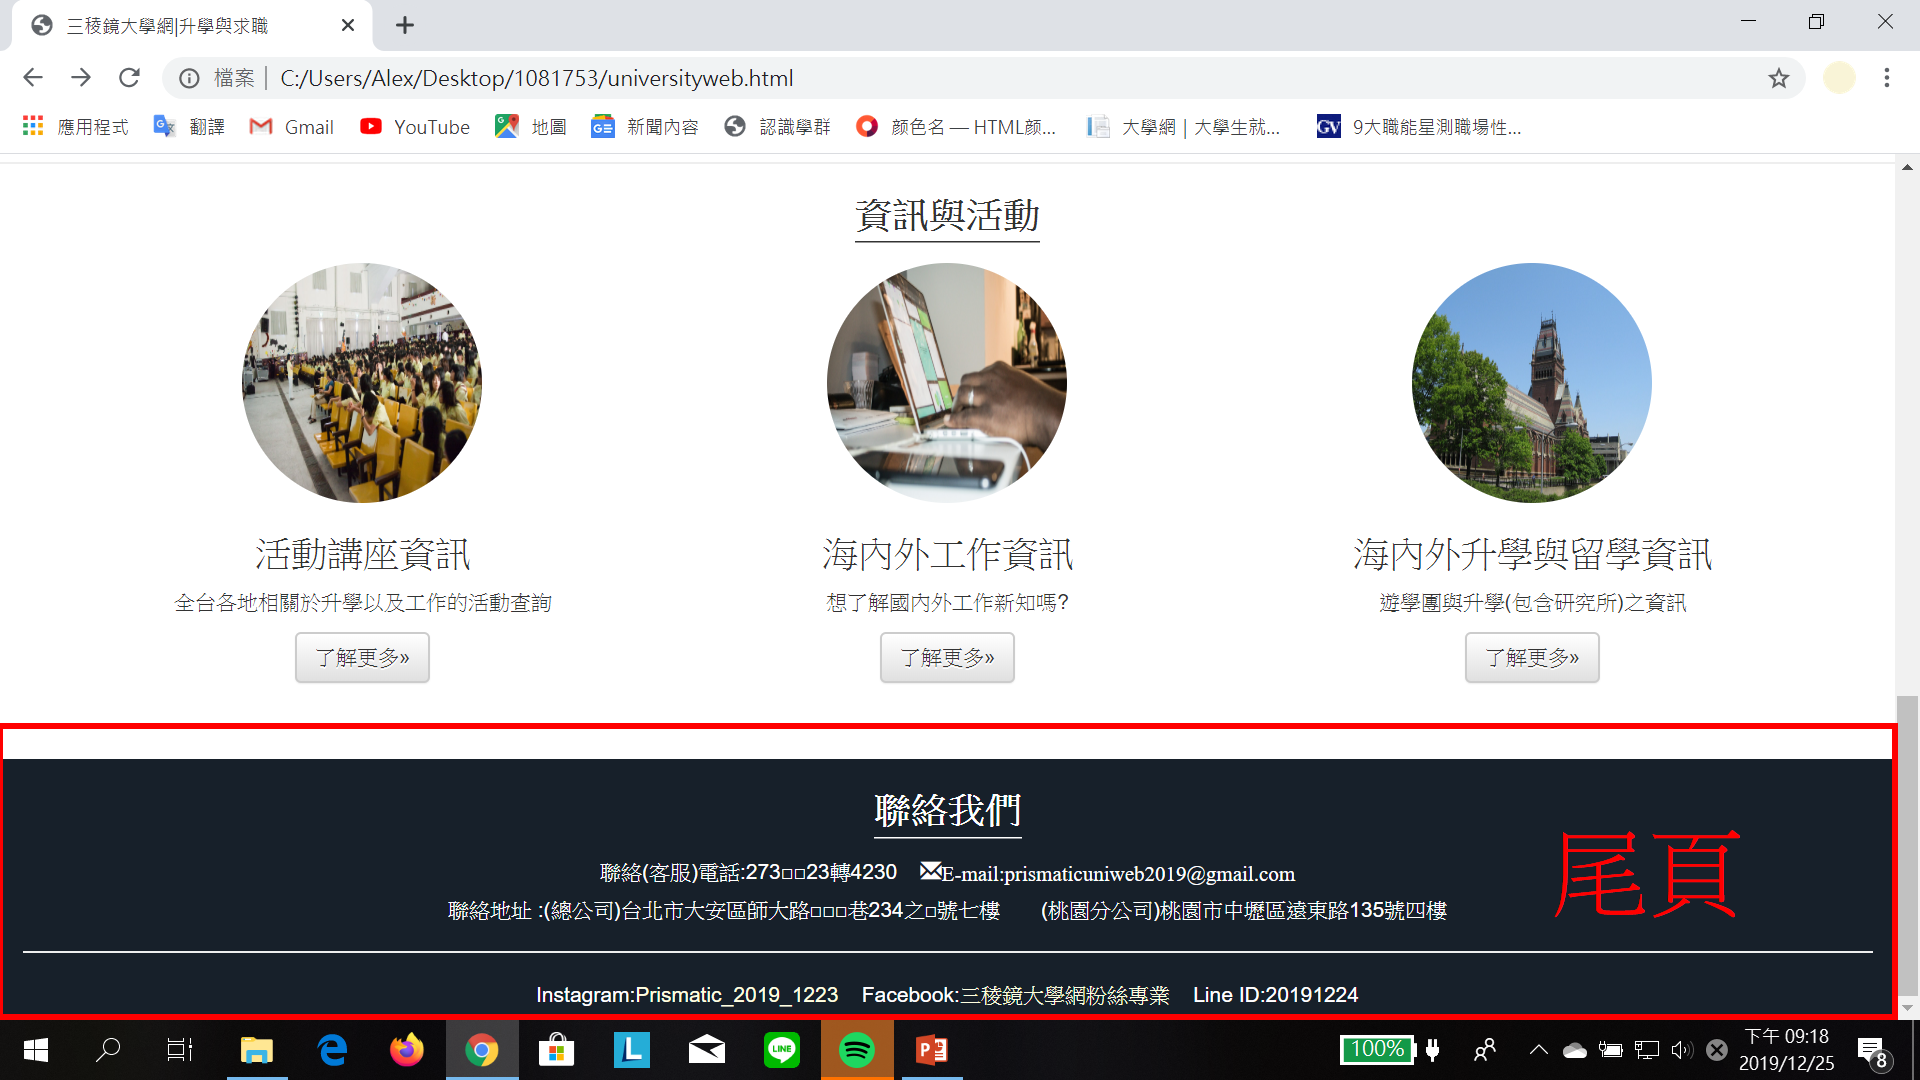 三稜鏡大學網|升學與求職
檔案 | C:/Users/Alex/Desktop/1081753/universityweb.html
應用程式 翻譯 Gmail YouTube 地圖 新聞內容 認識學群 颜色名 — HTML颜... 大學網 | 大學生就... GV 9大職能星測職場性...
資訊與活動
活動講座資訊 海內外工作資訊 海內外升學與留學資訊
全台各地相關於升學以及工作的活動查詢 想了解國內外工作新知嗎? 遊學團與升學(包含研究所)之資訊
了解更多» 了解更多» 了解更多»
聯絡我們
尾頁
聯絡(客服)電話:273□□23轉4230 E-mail:prismaticuniweb2019@gmail.com
聯絡地址 :(總公司)台北市大安區師大路□□□巷234之□號七樓 (桃園分公司)桃園市中壢區遠東路135號四樓
Instagram:Prismatic_2019_1223 Facebook:三稜鏡大學網粉絲專業 Line ID:20191224
100% 下午 09:18
2019/12/25
8